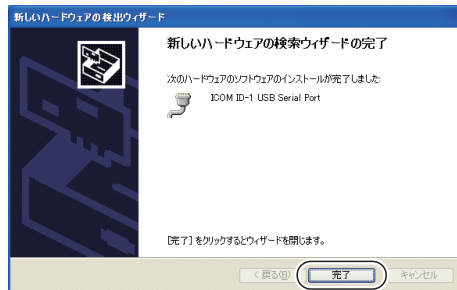 新しいハードウェアの検出ウィザード
新しいハードウェアの検索ウィザードの完了
次のハードウェアのソフトウェアのインストールが完了しました:
ICOM ID-1 USB Serial Port
[完了] をクリックするとウィザードを閉じます。
< 戻る(B)
完了
キャンセル